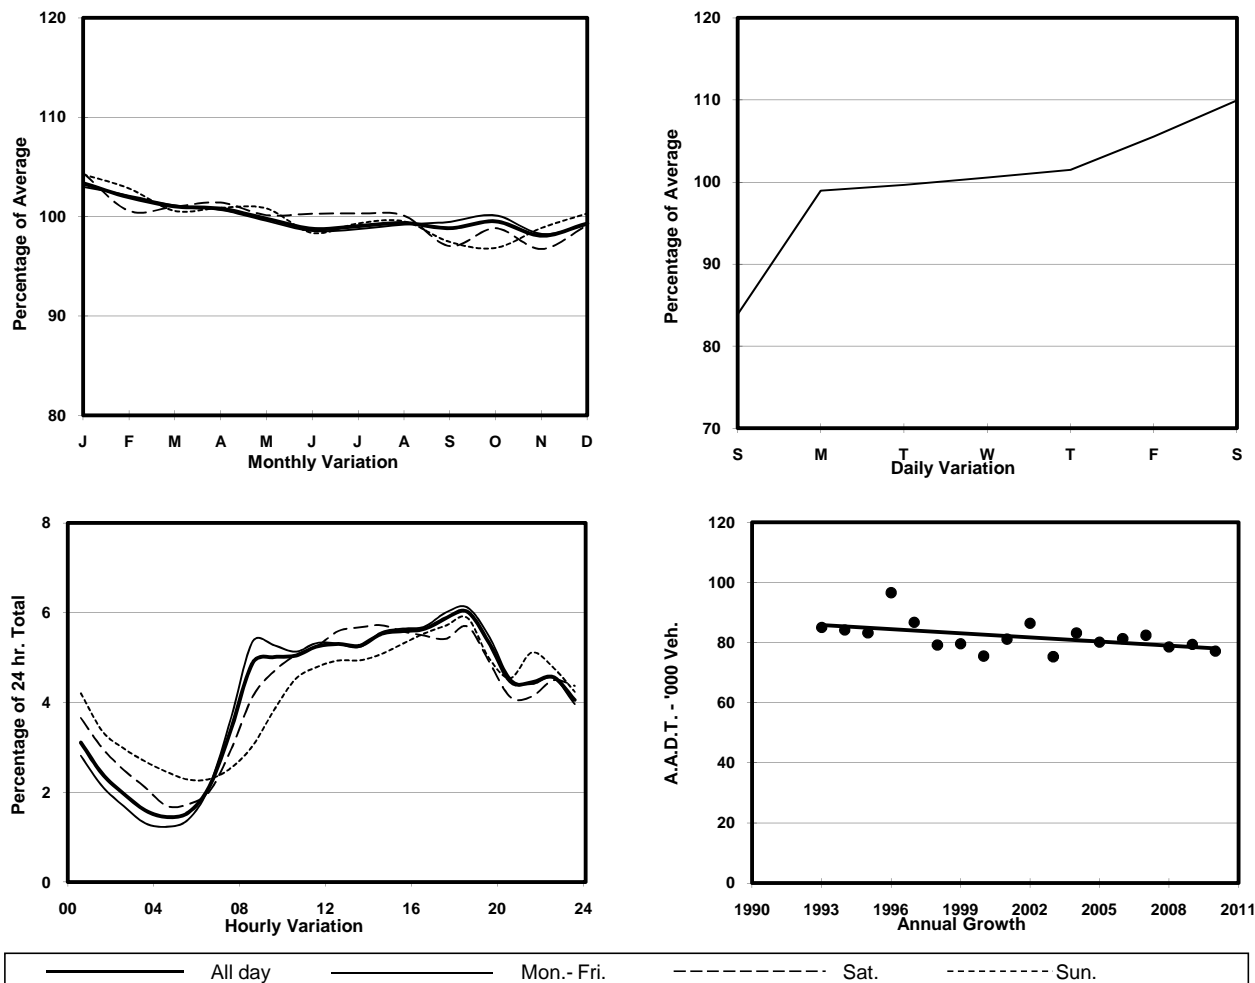 120
110
100
90
80
Percentage of Average
J F M A M J J A S O N D
Monthly Variation
120
110
100
90
80
70
Percentage of Average
S M T W T F S
Daily Variation
8
6
4
2
0
Percentage of 24 hr. Total
00 04 08 12 16 20 24
Hourly Variation
120
100
80
60
40
20
0
A.A.D.T. - '000 Veh.
1990 1993 1996 1999 2002 2005 2008 2011
Annual Growth
All day Mon.- Fri. Sat. Sun.